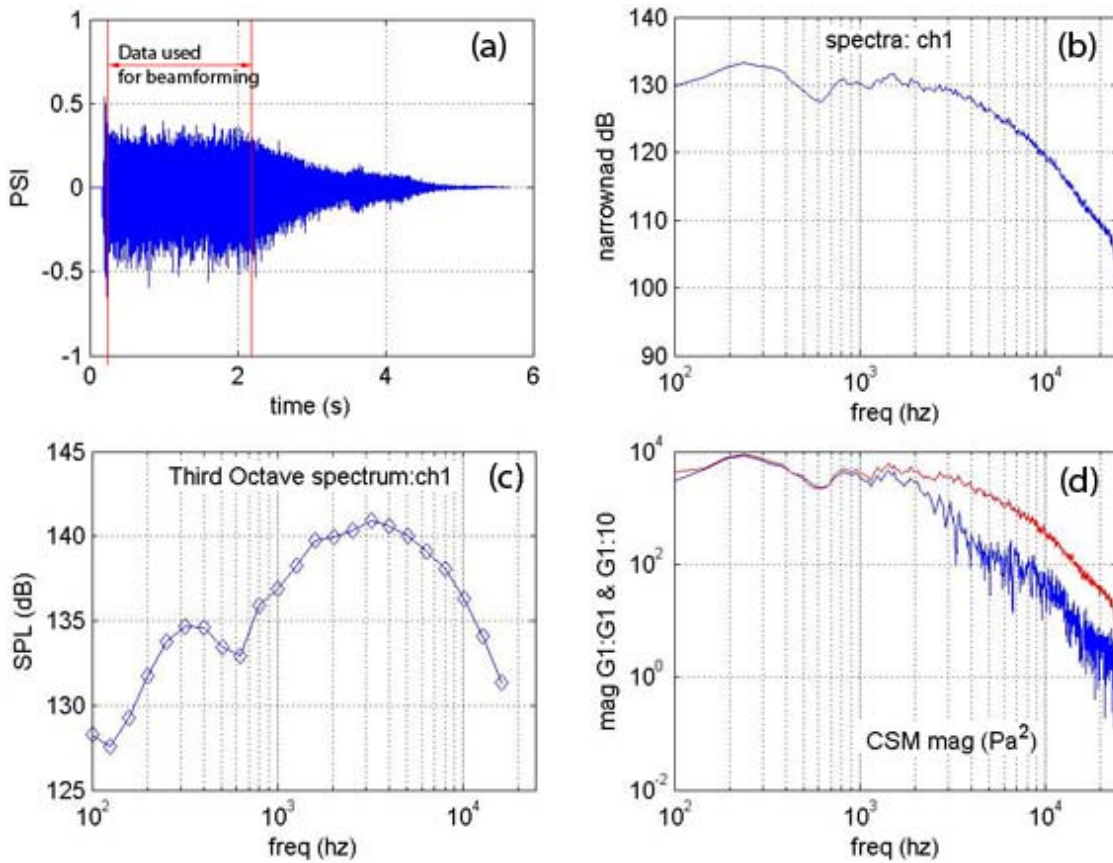 (a)
Data used
for beamforming
1
0.5
0
-0.5
-1
PSI
0
2
4
6
time (s)
(b)
spectra: ch1
140
130
120
110
100
90
narrownad dB
10^2
10^3
10^4
freq (hz)
(c)
Third Octave spectrum:ch1
145
140
135
130
125
SPL (dB)
10^2
10^3
10^4
freq (hz)
(d)
10^4
10^2
10^0
10^-2
mag G1:G1 & G1:10
CSM mag (Pa^2)
10^2
10^3
10^4
freq (hz)